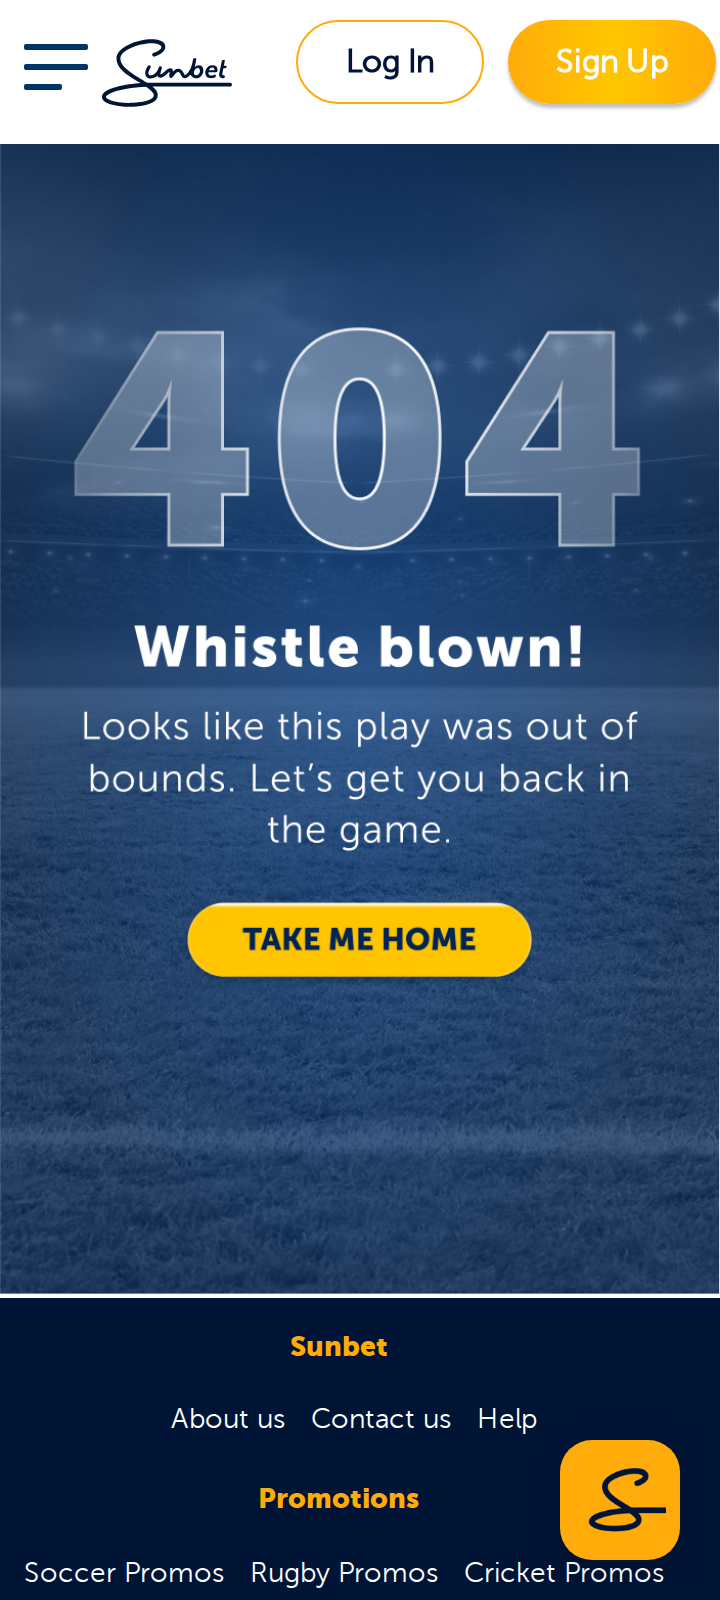 Sunbet
Log In
Sign Up
404
Whistle blown!
Looks like this play was out of
bounds. Let’s get you back in
the game.
TAKE ME HOME
Sunbet
About us Contact us Help
Promotions
Soccer Promos Rugby Promos Cricket Promos